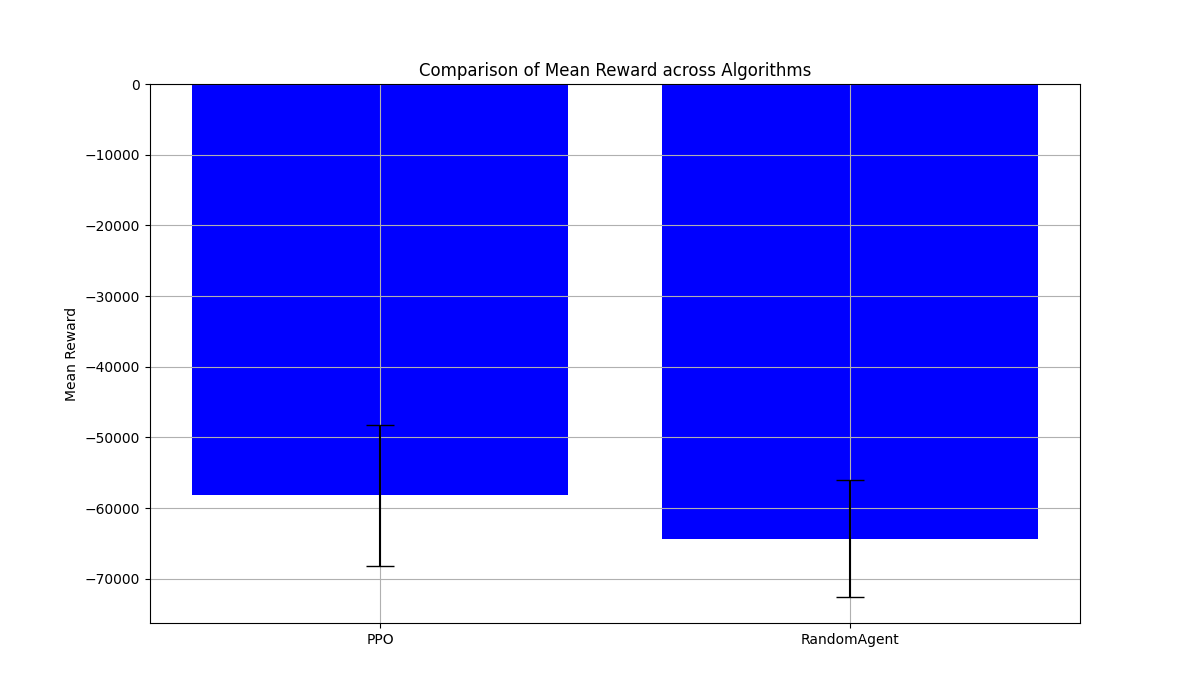 Comparison of Mean Reward across Algorithms
0
−10000
−20000
−30000
−40000
−50000
−60000
−70000
Mean Reward
PPO
RandomAgent